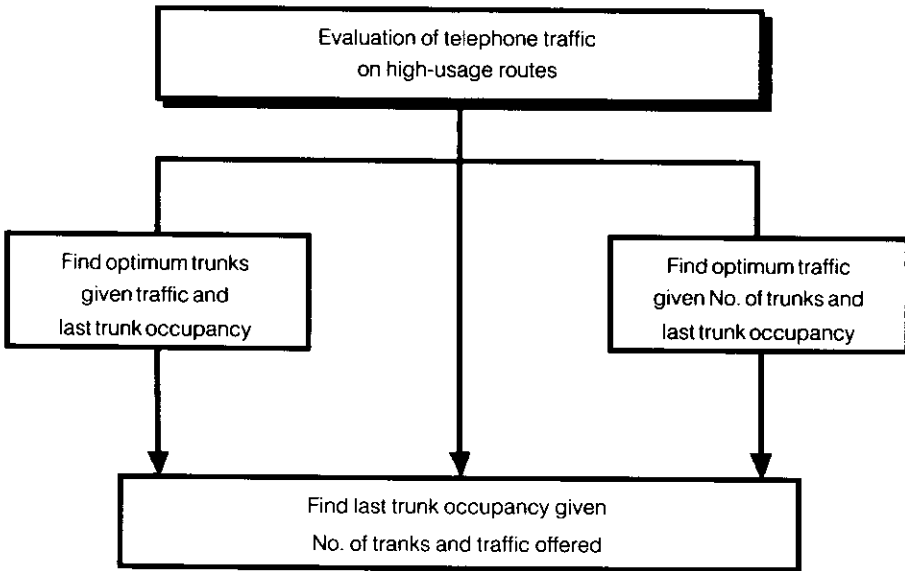 Evaluation of telephone traffic
on high-usage routes
Find optimum trunks
given traffic and
last trunk occupancy
Find optimum traffic
given No. of trunks and
last trunk occupancy
Find last trunk occupancy given
No. of tranks and traffic offered